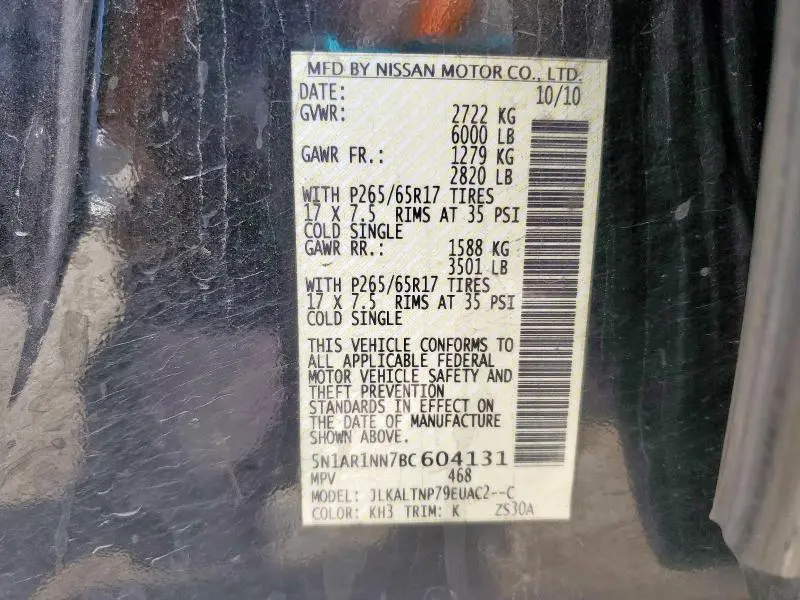 MFD BY NISSAN MOTOR CO., LTD.
DATE: 10/10
GVWR: 2722 KG
6000 LB
GAWR FR.: 1279 KG
2820 LB
WITH P265/65R17 TIRES
17 X 7.5 RIMS AT 35 PSI
COLD SINGLE
GAWR RR.: 1588 KG
3501 LB
WITH P265/65R17 TIRES
17 X 7.5 RIMS AT 35 PSI
COLD SINGLE
THIS VEHICLE CONFORMS TO
ALL APPLICABLE FEDERAL
MOTOR VEHICLE SAFETY AND
THEFT PREVENTION
STANDARDS IN EFFECT ON
THE DATE OF MANUFACTURE
SHOWN ABOVE.
5N1AR1NN7BC604131
MPV 468
MODEL: JLKALTNP79EUAC2--C
COLOR: KH3 TRIM: K ZS30A